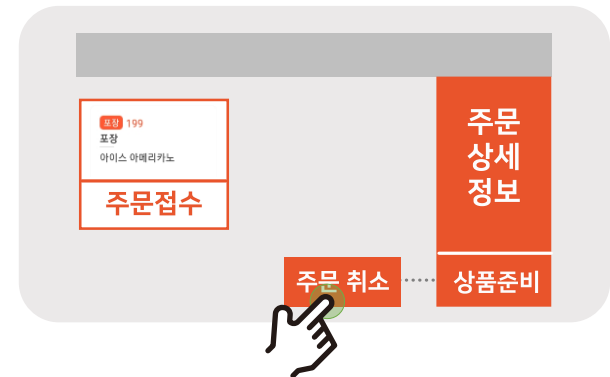 포장 199
포장
아이스 아메리카노
주문접수
주문
상세
정보
주문 취소
상품준비